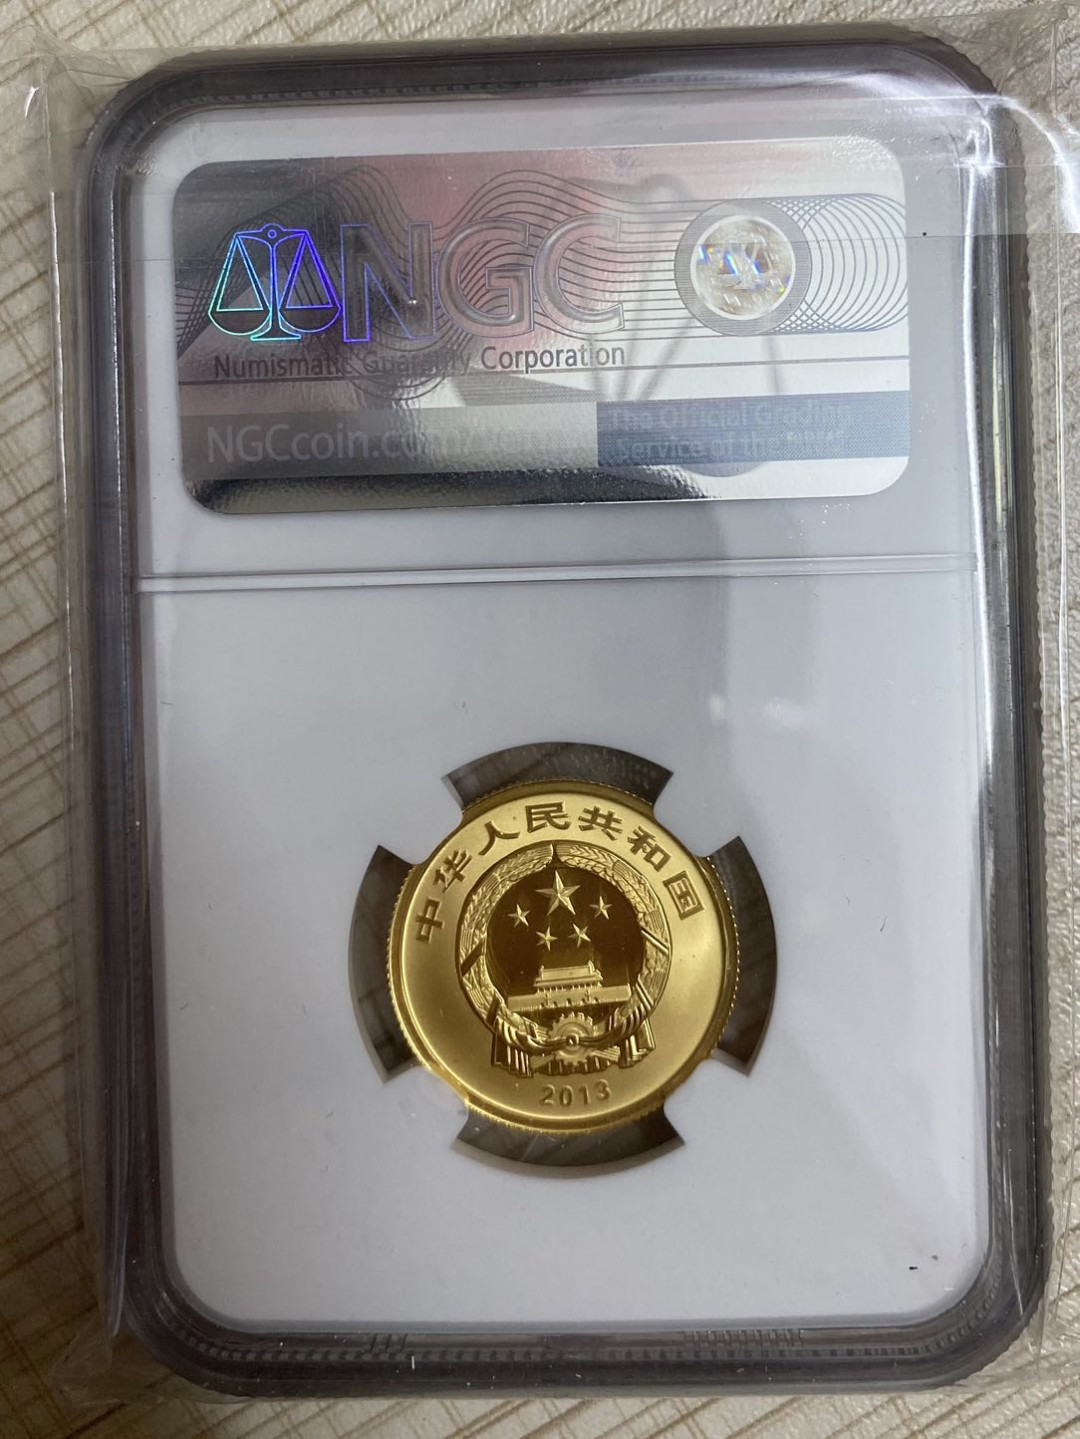 NGC
Numismatic Guaranty Corporation
NGCcoin.com
The Official Grading
Service of the
中华人民共和国
2013